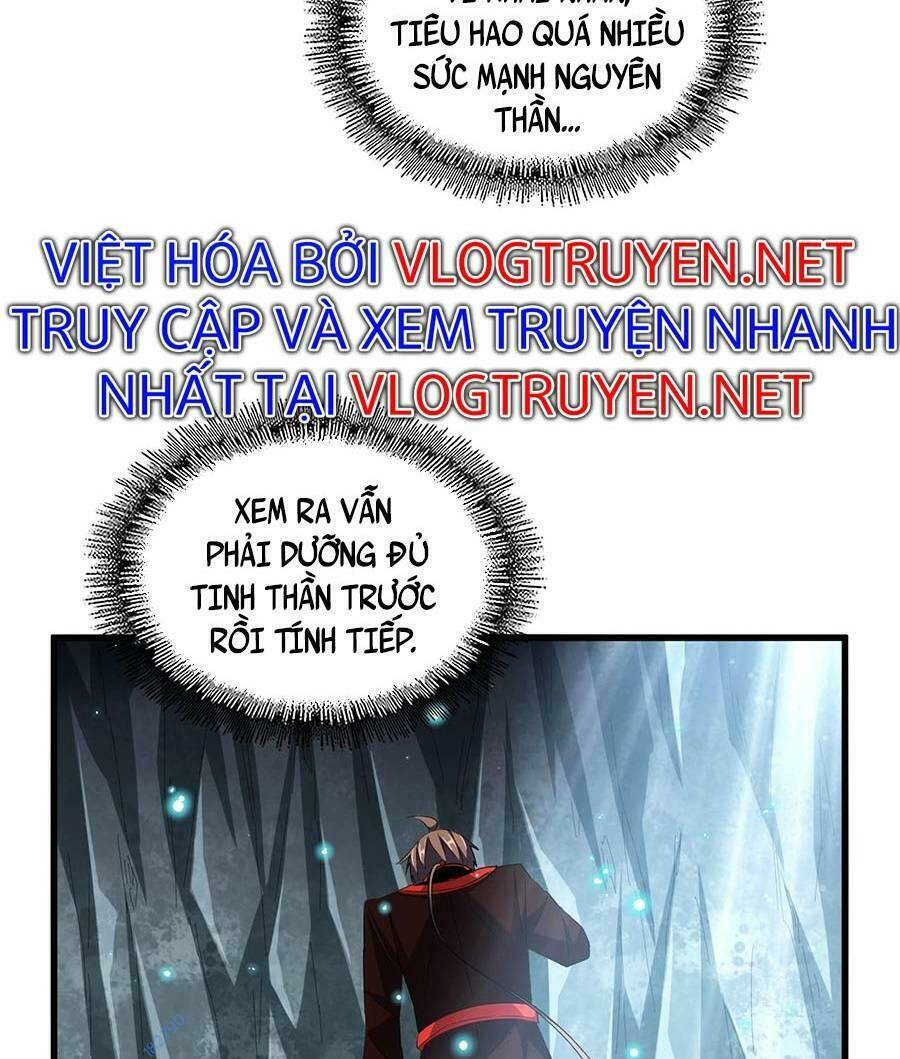 TIÊU HAO QUÁ NHIỀU
SỨC MẠNH NGUYÊN
THẦN...
VIỆT HÓA BỞI VLOGTRUYEN.NET
TRUY CẬP VÀ XEM TRUYỆN NHANH
NHẤT TẠI VLOGTRUYEN.NET
XEM RA VẪN
PHẢI DƯỠNG ĐỦ
TINH THẦN TRƯỚC
RỒI TÍNH TIẾP.